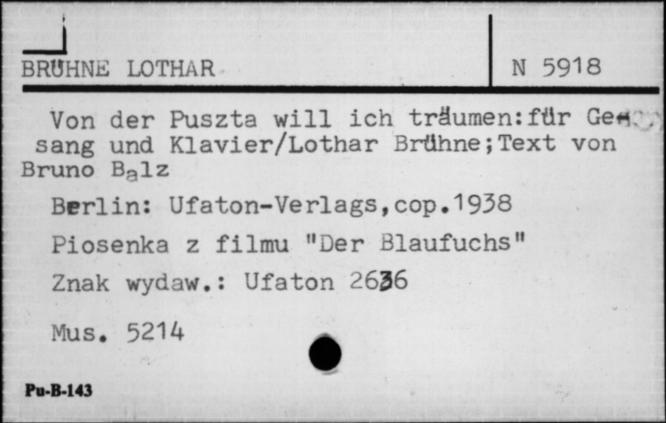 BRÜHNE LOTHAR
N 5918
Von der Puszta will ich träumen:für Ge-
sang und Klavier/Lothar Brühne;Text von
Bruno Balz
Berlin: Ufaton-Verlags,cop.1938
Piosenka z filmu "Der Blaufuchs"
Znak wydaw.: Ufaton 2636
Mus. 5214
Pu-B-143